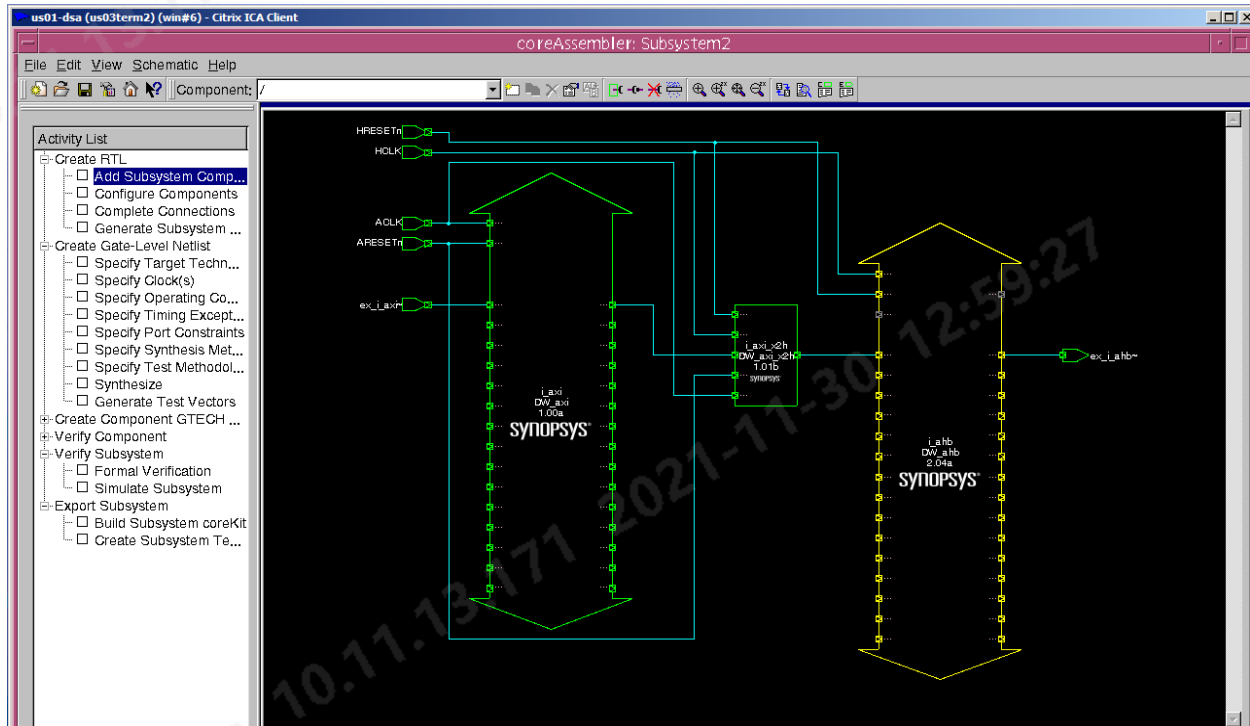 us01-dsa (us03term2) (win#6) - Citrix ICA Client
coreAssembler: Subsystem2
File Edit View Schematic Help
Component: /
Activity List
Create RTL
Add Subsystem Comp...
Configure Components
Complete Connections
Generate Subsystem ...
Create Gate-Level Netlist
Specify Target Techn...
Specify Clock(s)
Specify Operating Co...
Specify Timing Except...
Specify Port Constraints
Specify Synthesis Met...
Specify Test Methodol...
Synthesize
Generate Test Vectors
Create Component GTECH ...
Verify Component
Verify Subsystem
Formal Verification
Simulate Subsystem
Export Subsystem
Build Subsystem coreKit
Create Subsystem Te...
HRESETn
HCLK
ACLK
ARESETn
ex_i_axi~
i_axi
DW_axi
1.00a
SYNOPSYS
i_axi_x2h
DW_axi_x2h
1.01b
SYNOPSYS
i_ahb
DW_ahb
2.04a
SYNOPSYS
ex_i_ahb~
10.11.13.171 2021-11-30 12:59:27